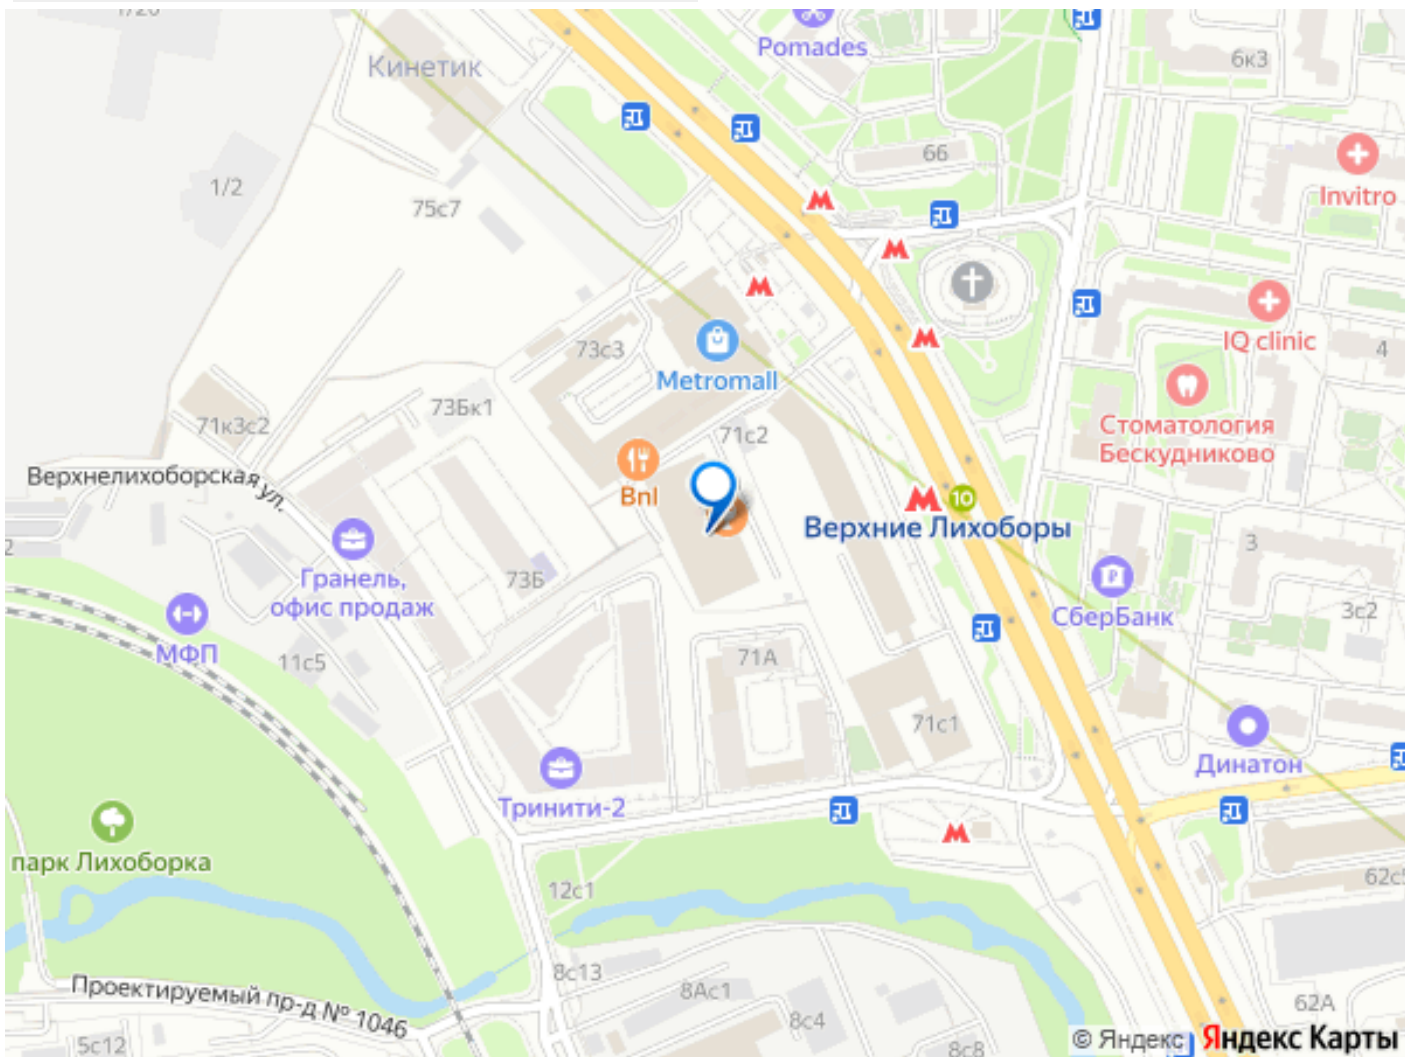 Pomades
Кинетик
6к3
66
1/2
75с7
Invitro
IQ clinic
4
73с3
Metromall
73Бк1
71к3с2
71с2
Стоматология
Бескудниково
Верхнелихоборская ул.
Bnl
10
Верхние Лихоборы
3
Гранель,
офис продаж
73Б
СберБанк
3с2
МФП
11с5
71А
71с1
Динатон
Тринити-2
парк Лихоборка
12с1
62с5
8с13
Проектируемый пр-д № 1046
8Ас1
8с4
62А
5с12
8с8
© Яндекс Яндекс Карты